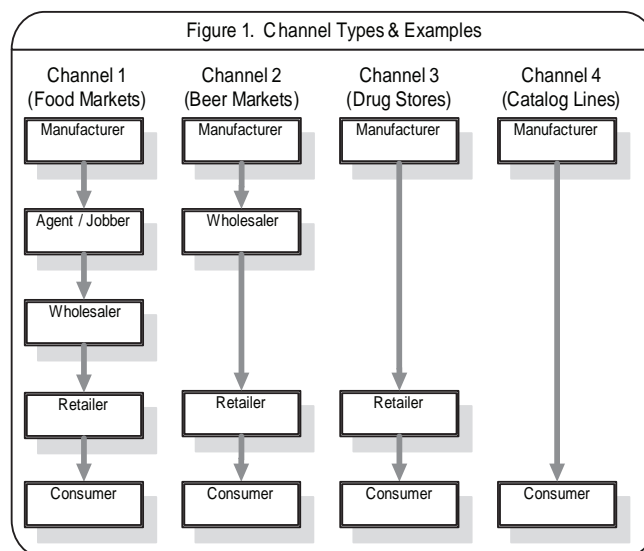 Figure 1. Channel Types & Examples
Channel 1
(Food Markets)
Channel 2
(Beer Markets)
Channel 3
(Drug Stores)
Channel 4
(Catalog Lines)
Manufacturer
Manufacturer
Manufacturer
Manufacturer
Agent / Jobber
Wholesaler
Wholesaler
Retailer
Retailer
Retailer
Consumer
Consumer
Consumer
Consumer